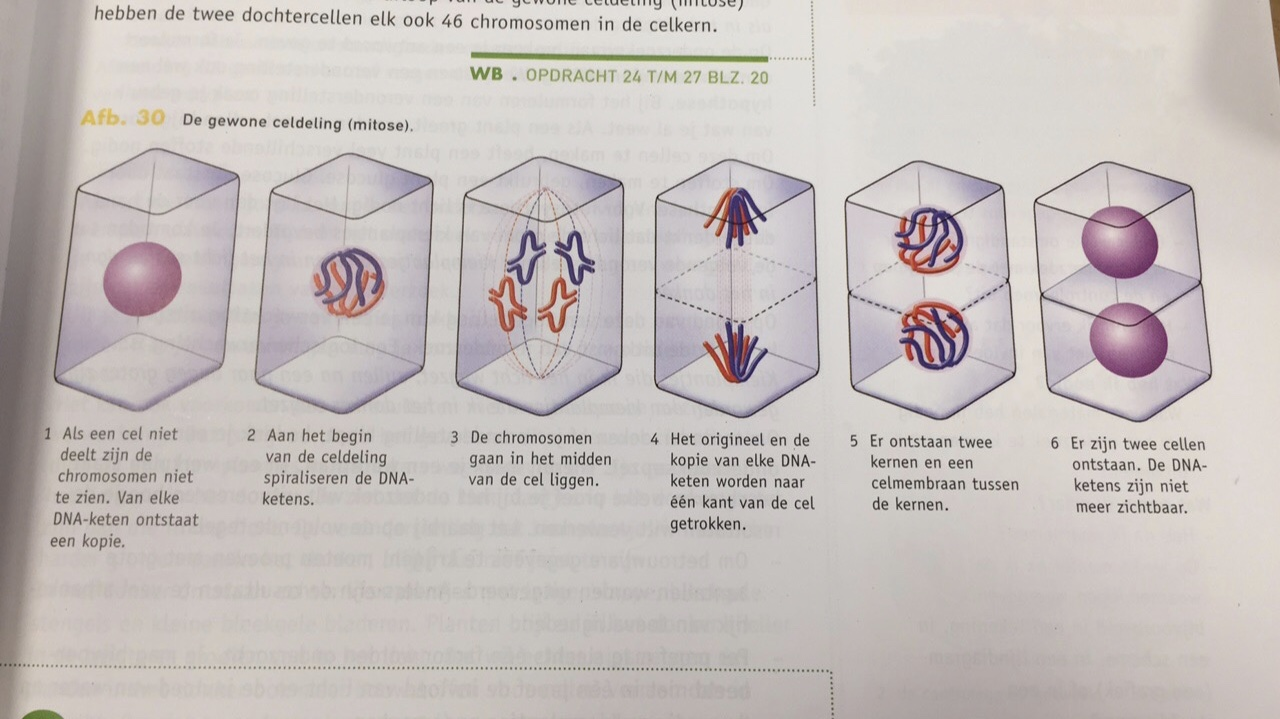 hebben de twee dochtercellen elk ook 46 chromosomen in de celkern.
WB . OPDRACHT 24 T/M 27 BLZ. 20
Afb. 30 De gewone celdeling (mitose).
1 Als een cel niet
deelt zijn de
chromosomen niet
te zien. Van elke
DNA-keten ontstaat
een kopie.
2 Aan het begin
van de celdeling
spiraliseren de DNA-
ketens.
3 De chromosomen
gaan in het midden
van de cel liggen.
4 Het origineel en de
kopie van elke DNA-
keten worden naar
één kant van de cel
getrokken.
5 Er ontstaan twee
kernen en een
celmembraan tussen
de kernen.
6 Er zijn twee cellen
ontstaan. De DNA-
ketens zijn niet
meer zichtbaar.